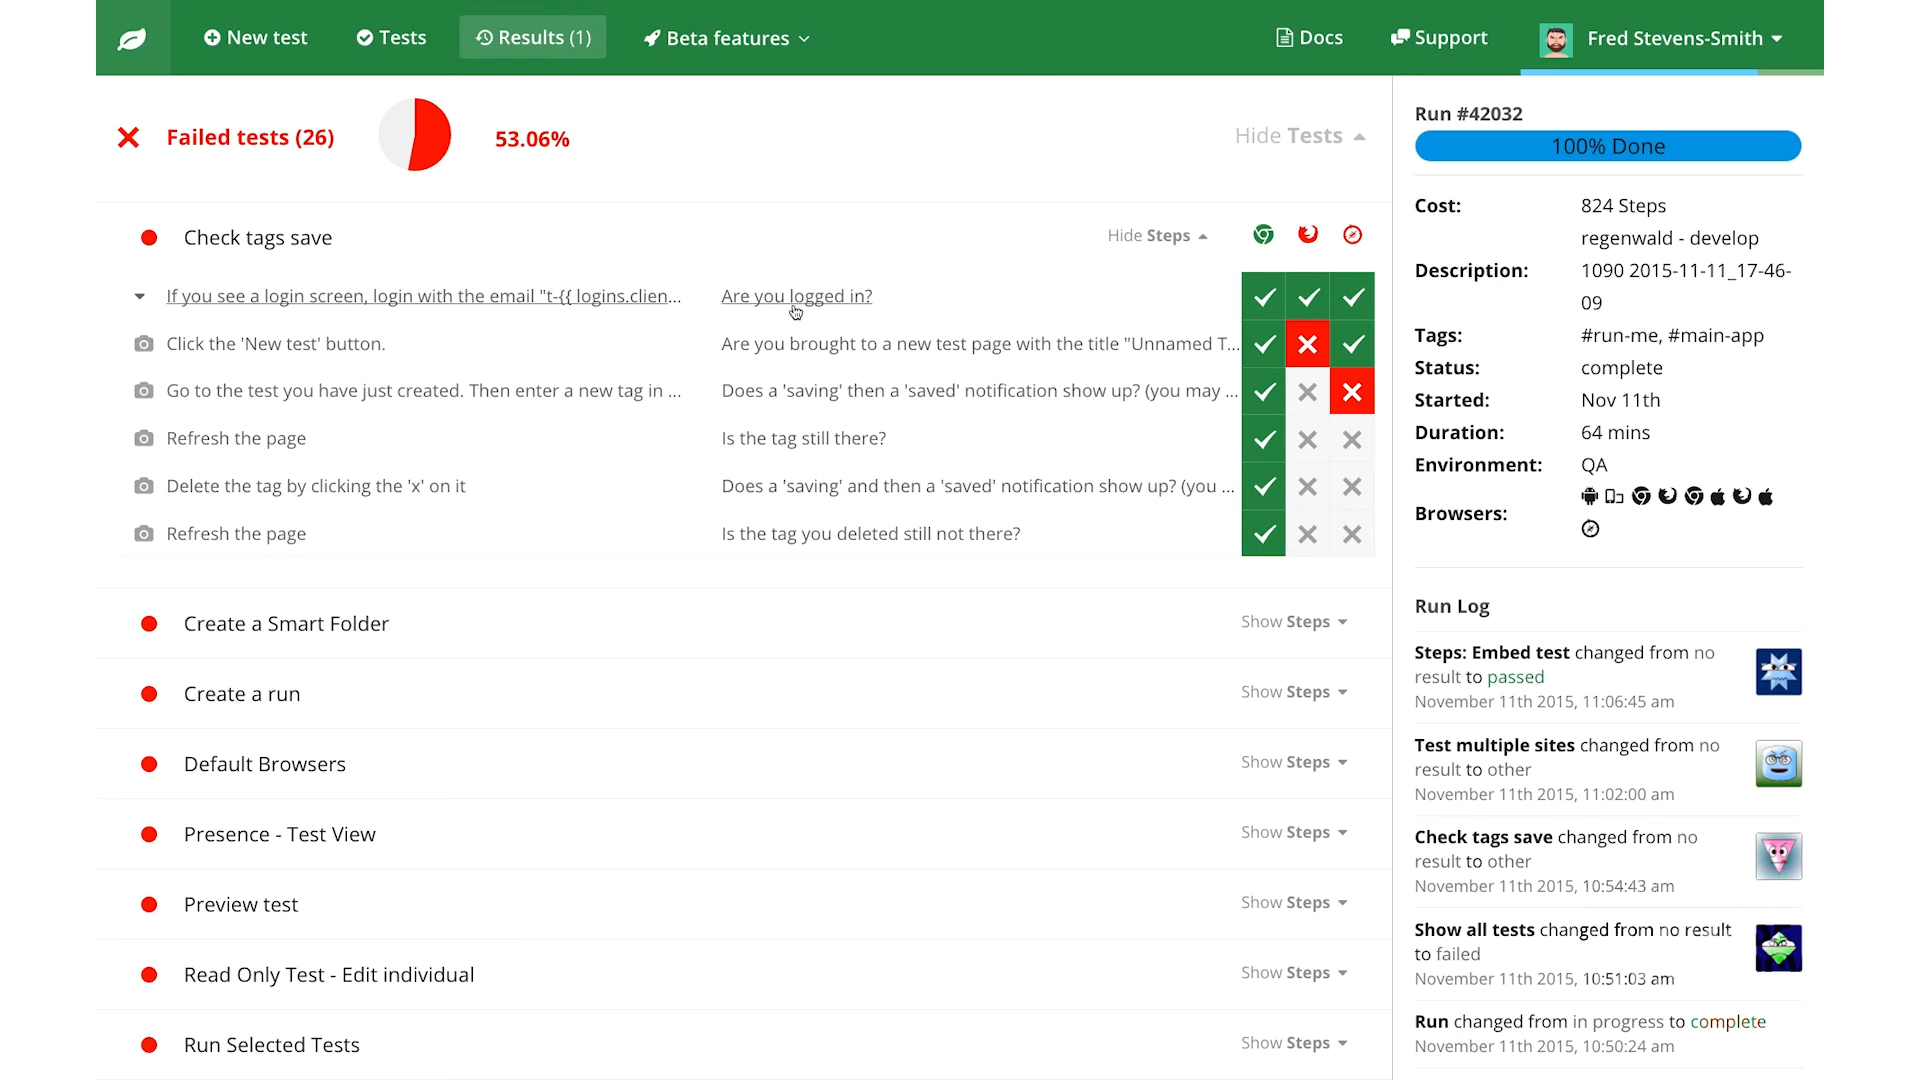 New test
Tests
Results (1)
Beta features
Docs
Support
Fred Stevens-Smith
Failed tests (26)
53.06%
Hide Tests
Check tags save
Hide Steps
If you see a login screen, login with the email "t-{{ logins.clien...
Are you logged in?
Click the 'New test' button.
Are you brought to a new test page with the title "Unnamed T...
Go to the test you have just created. Then enter a new tag in ...
Does a 'saving' then a 'saved' notification show up? (you may ...
Refresh the page
Is the tag still there?
Delete the tag by clicking the 'x' on it
Does a 'saving' and then a 'saved' notification show up? (you ...
Refresh the page
Is the tag you deleted still not there?
Create a Smart Folder
Show Steps
Create a run
Show Steps
Default Browsers
Show Steps
Presence - Test View
Show Steps
Preview test
Show Steps
Read Only Test - Edit individual
Show Steps
Run Selected Tests
Show Steps
Run #42032
100% Done
Cost:
824 Steps
Description:
regenwald - develop
1090 2015-11-11_17-46-
09
Tags:
#run-me, #main-app
Status:
complete
Started:
Nov 11th
Duration:
64 mins
Environment:
QA
Browsers:
Run Log
Steps: Embed test changed from no
result to passed
November 11th 2015, 11:06:45 am
Test multiple sites changed from no
result to other
November 11th 2015, 11:02:00 am
Check tags save changed from no
result to other
November 11th 2015, 10:54:43 am
Show all tests changed from no result
to failed
November 11th 2015, 10:51:03 am
Run changed from in progress to complete
November 11th 2015, 10:50:24 am